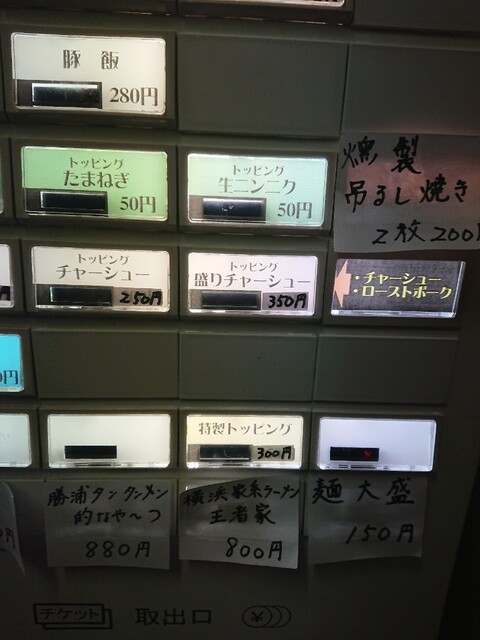 豚 飯
280円
トッピング
たまねぎ
50円
トッピング
生ニンニク
50円
燻製
吊るし焼き
2枚200円
トッピング
チャーシュー
250円
トッピング
盛りチャーシュー
350円
・チャーシュー
・ローストポーク
0円
特製トッピング
300円
勝浦タンタンメン
的なや〜つ
880円
横浜家系ラーメン
王者家
800円
麺大盛
150円
チケット 取出口 ¥